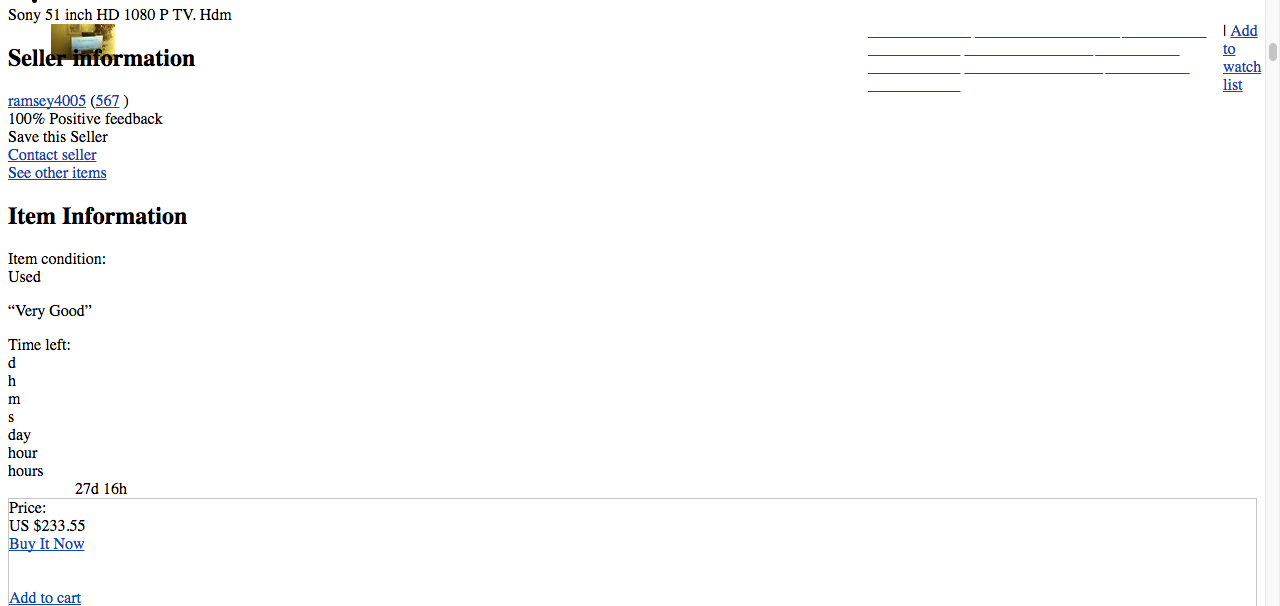 Sony 51 inch HD 1080 P TV. Hdm
| Add
to
watch
list
Seller information
ramsey4005 (567 )
100% Positive feedback
Save this Seller
Contact seller
See other items
Item Information
Item condition:
Used
“Very Good”
Time left:
d
h
m
s
day
hour
hours
27d 16h
Price:
US $233.55
Buy It Now
Add to cart